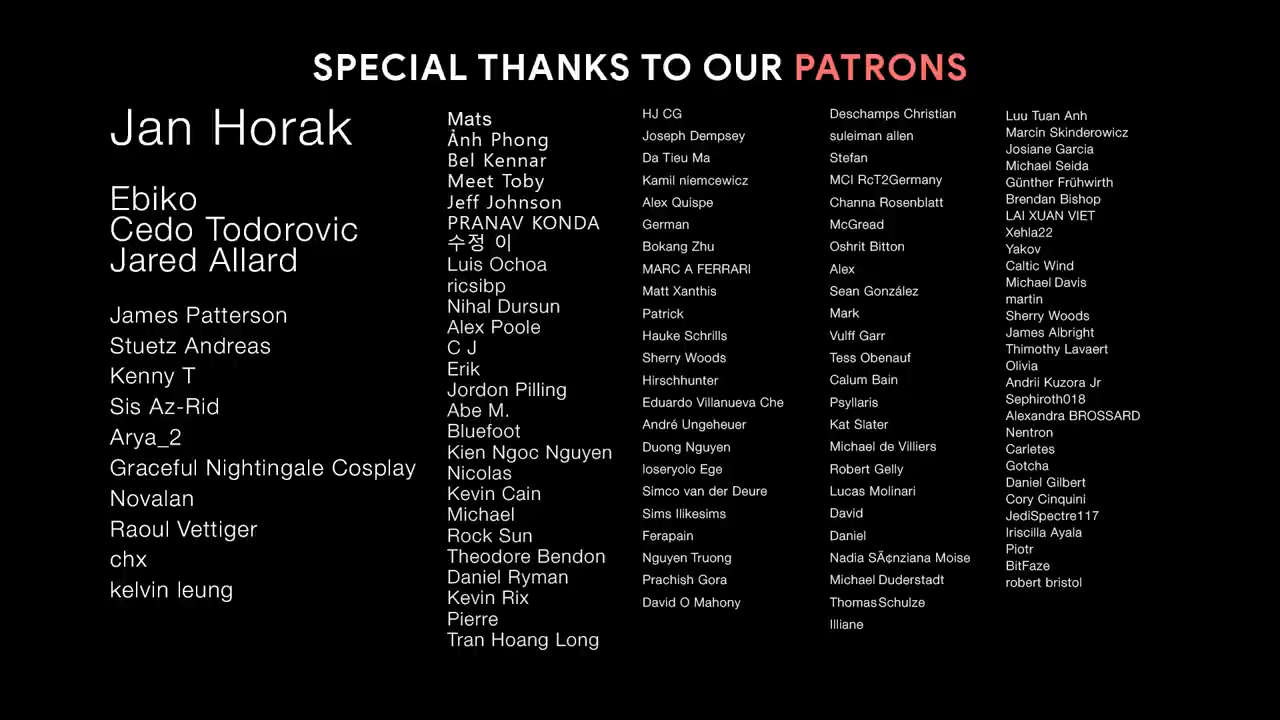 SPECIAL THANKS TO OUR PATRONS
Jan Horak
Ebiko
Cedo Todorovic
Jared Allard
James Patterson
Stuetz Andreas
Kenny T
Sis Az-Rid
Arya_2
Graceful Nightingale Cosplay
Novalan
Raoul Vettiger
chx
kelvin leung
Mats
Ảnh Phong
Bel Kennar
Meet Toby
Jeff Johnson
PRANAV KONDA
수정 이
Luis Ochoa
ricsibp
Nihal Dursun
Alex Poole
C J
Erik
Jordon Pilling
Abe M.
Bluefoot
Kien Ngoc Nguyen
Nicolas
Kevin Cain
Michael
Rock Sun
Theodore Bendon
Daniel Ryman
Kevin Rix
Pierre
Tran Hoang Long
HJ CG
Joseph Dempsey
Da Tieu Ma
Kamil niemcewicz
Alex Quispe
German
Bokang Zhu
MARC A FERRARI
Matt Xanthis
Patrick
Hauke Schrills
Sherry Woods
Hirschhunter
Eduardo Villanueva Che
André Ungeheuer
Duong Nguyen
loseryolo Ege
Simco van der Deure
Sims Ilikesims
Ferapain
Nguyen Truong
Prachish Gora
David O Mahony
Deschamps Christian
suleiman allen
Stefan
MCI RcT2Germany
Channa Rosenblatt
McGread
Oshrit Bitton
Alex
Sean González
Mark
Vulff Garr
Tess Obenauf
Calum Bain
Psyllaris
Kat Slater
Michael de Villiers
Robert Gelly
Lucas Molinari
David
Daniel
Nadia SÃ¢nziana Moise
Michael Duderstadt
Thomas Schulze
Illiane
Luu Tuan Anh
Marcin Skinderowicz
Josiane Garcia
Michael Seida
Günther Frühwirth
Brendan Bishop
LAI XUAN VIET
Xehla22
Yakov
Caltic Wind
Michael Davis
martin
Sherry Woods
James Albright
Thimothy Lavaert
Olivia
Andrii Kuzora Jr
Sephiroth018
Alexandra BROSSARD
Nentron
Carletes
Gotcha
Daniel Gilbert
Cory Cinquini
JediSpectre117
Iriscilla Ayala
Piotr
BitFaze
robert bristol